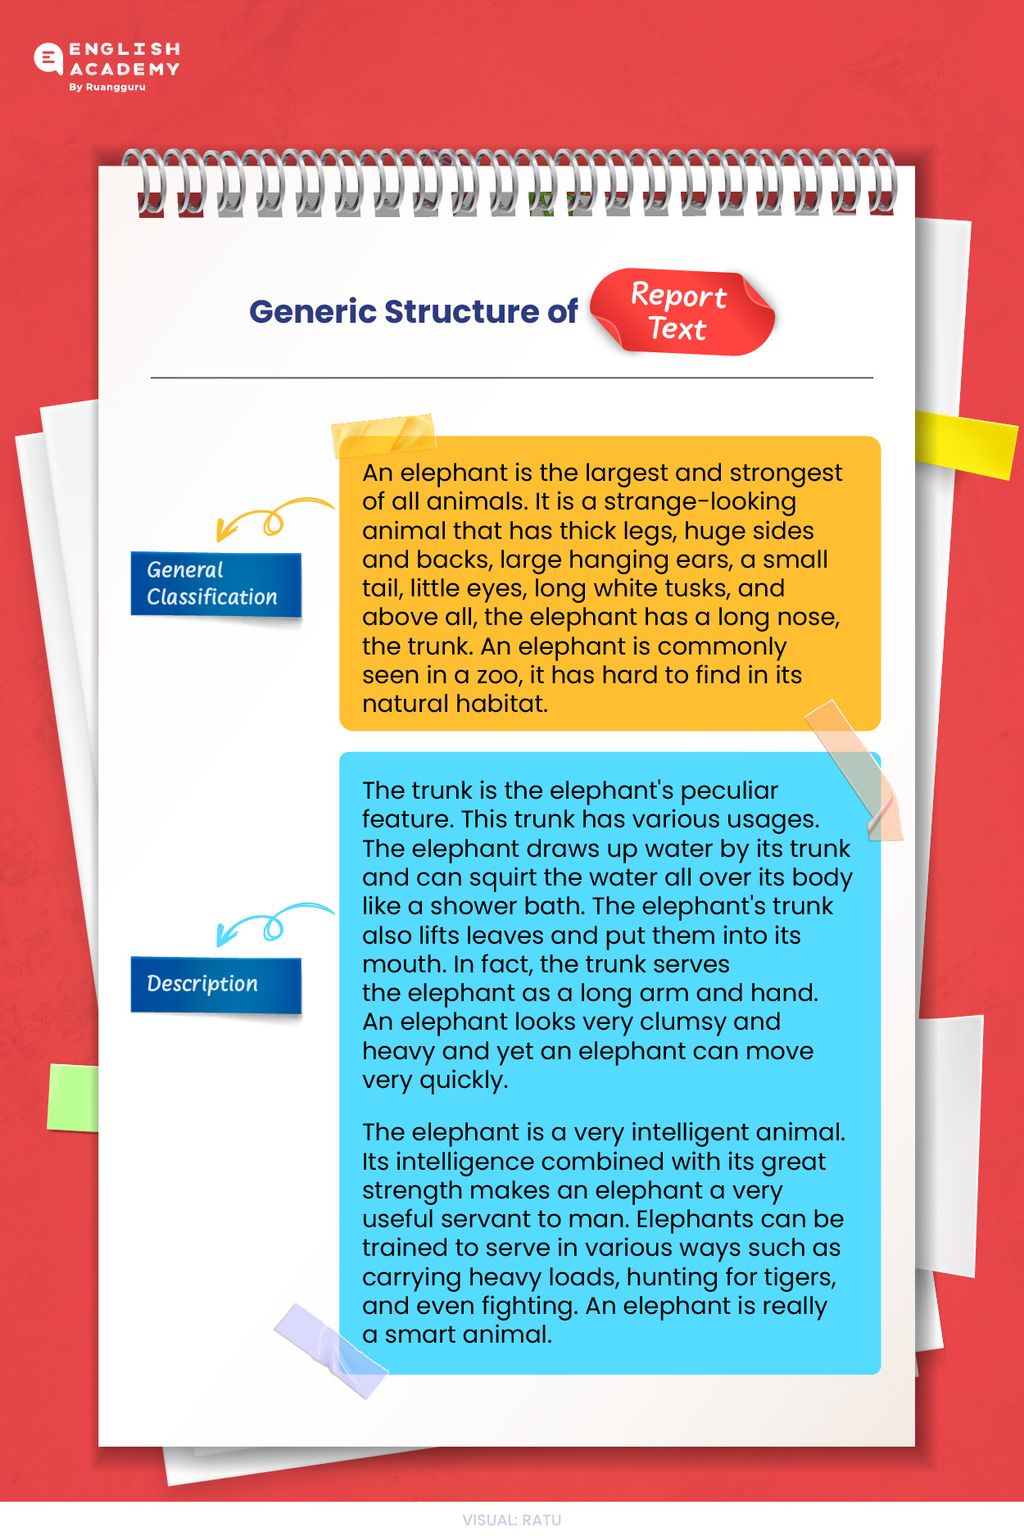 ENGLISH
ACADEMY
By Ruangguru
Generic Structure of
Report
Text
An elephant is the largest and strongest
of all animals. It is a strange-looking
animal that has thick legs, huge sides
and backs, large hanging ears, a small
tail, little eyes, long white tusks, and
above all, the elephant has a long nose,
the trunk. An elephant is commonly
seen in a zoo, it has hard to find in its
natural habitat.
General
Classification
The trunk is the elephant's peculiar
feature. This trunk has various usages.
The elephant draws up water by its trunk
and can squirt the water all over its body
like a shower bath. The elephant's trunk
also lifts leaves and put them into its
mouth. In fact, the trunk serves
the elephant as a long arm and hand.
An elephant looks very clumsy and
heavy and yet an elephant can move
very quickly.
Description
The elephant is a very intelligent animal.
Its intelligence combined with its great
strength makes an elephant a very
useful servant to man. Elephants can be
trained to serve in various ways such as
carrying heavy loads, hunting for tigers,
and even fighting. An elephant is really
a smart animal.
VISUAL: RATU